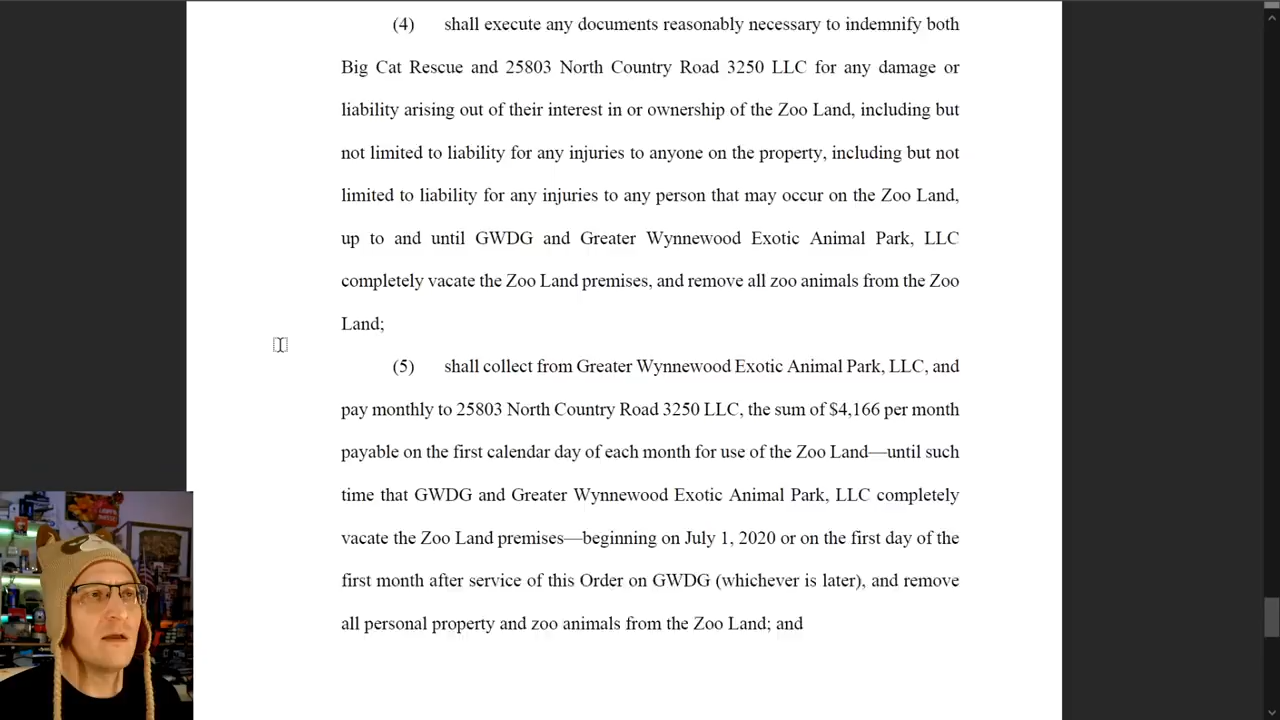 (4) shall execute any documents reasonably necessary to indemnify both
Big Cat Rescue and 25803 North Country Road 3250 LLC for any damage or
liability arising out of their interest in or ownership of the Zoo Land, including but
not limited to liability for any injuries to anyone on the property, including but not
limited to liability for any injuries to any person that may occur on the Zoo Land,
up to and until GWDG and Greater Wynnewood Exotic Animal Park, LLC
completely vacate the Zoo Land premises, and remove all zoo animals from the Zoo
Land;
(5) shall collect from Greater Wynnewood Exotic Animal Park, LLC, and
pay monthly to 25803 North Country Road 3250 LLC, the sum of $4,166 per month
payable on the first calendar day of each month for use of the Zoo Land—until such
time that GWDG and Greater Wynnewood Exotic Animal Park, LLC completely
vacate the Zoo Land premises—beginning on July 1, 2020 or on the first day of the
first month after service of this Order on GWDG (whichever is later), and remove
all personal property and zoo animals from the Zoo Land; and